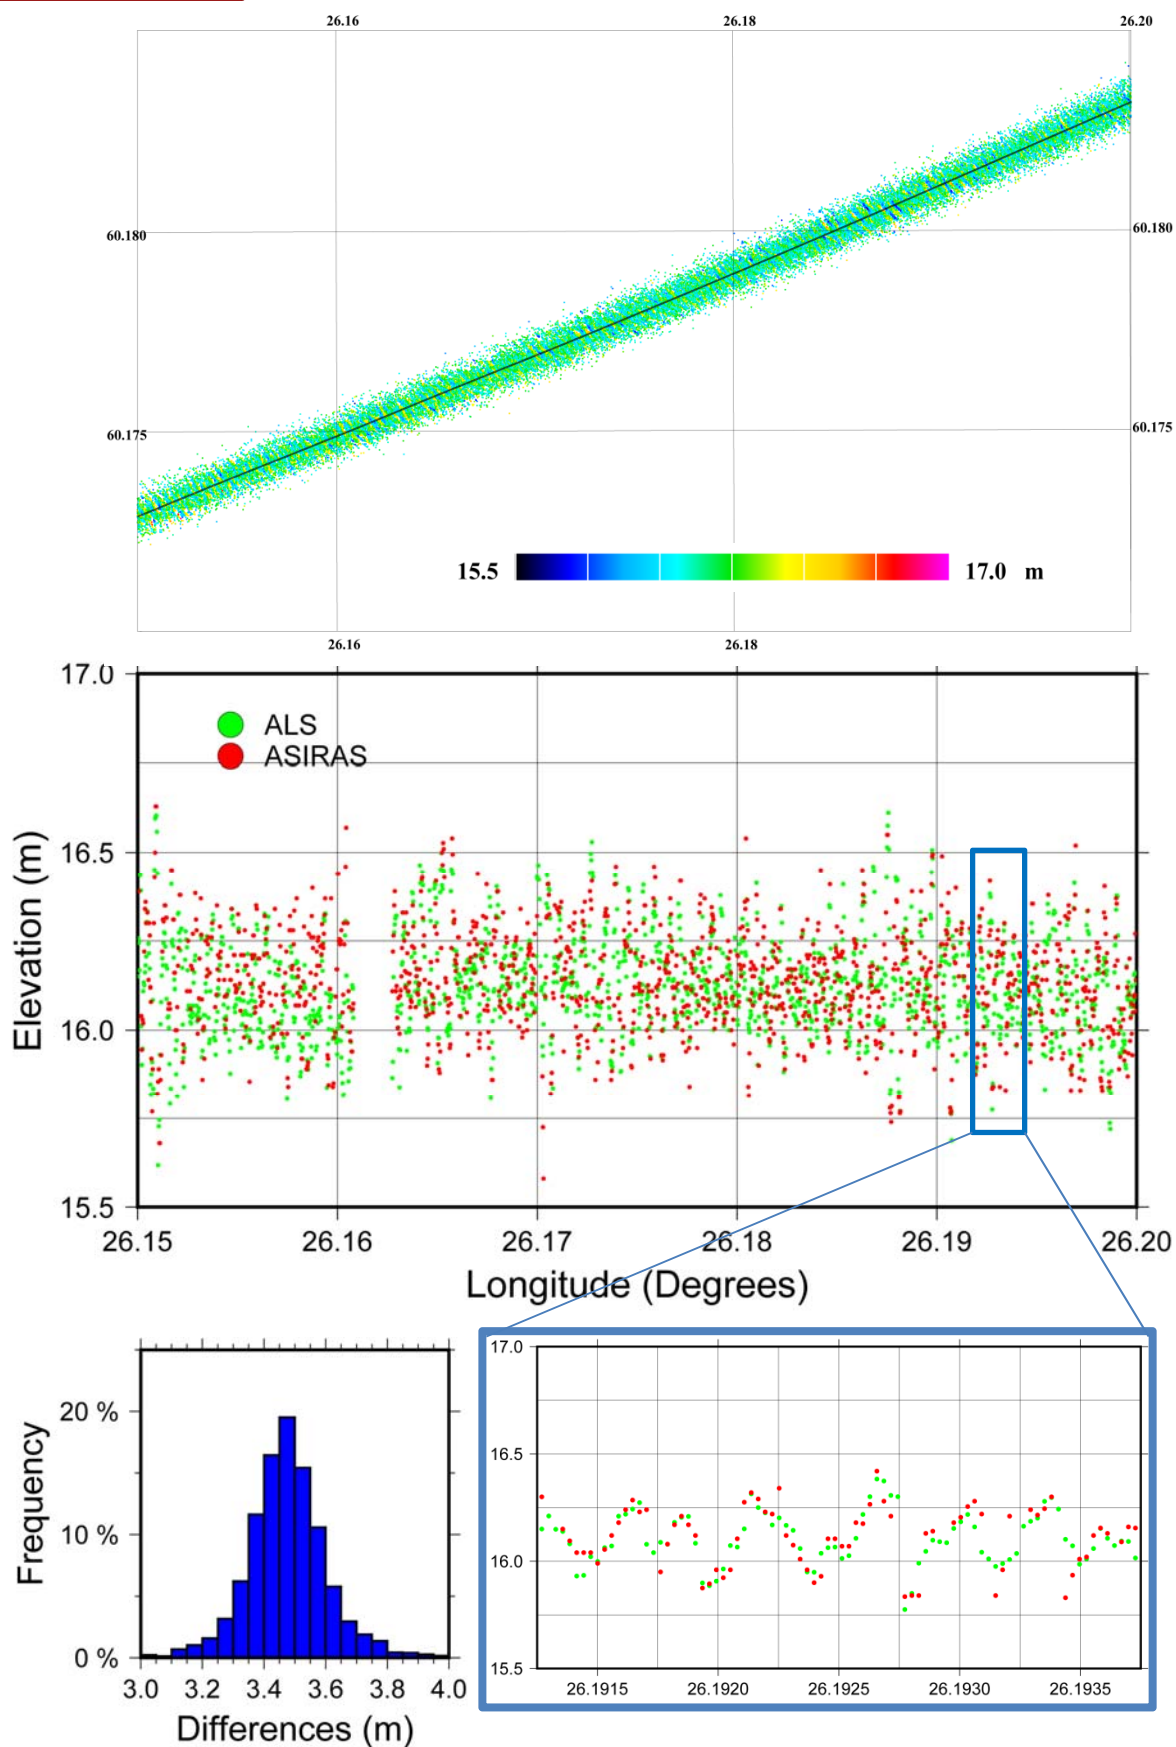 26.16 26.18 26.20
60.180 60.180
60.175 60.175
15.5 17.0 m
26.16 26.18
17.0
ALS
ASIRAS
16.5
16.0
15.5
Elevation (m)
26.15 26.16 26.17 26.18 26.19 26.20
Longitude (Degrees)
20 %
10 %
0 %
Frequency
3.0 3.2 3.4 3.6 3.8 4.0
Differences (m)
17.0
16.5
16.0
15.5
26.1915 26.1920 26.1925 26.1930 26.1935